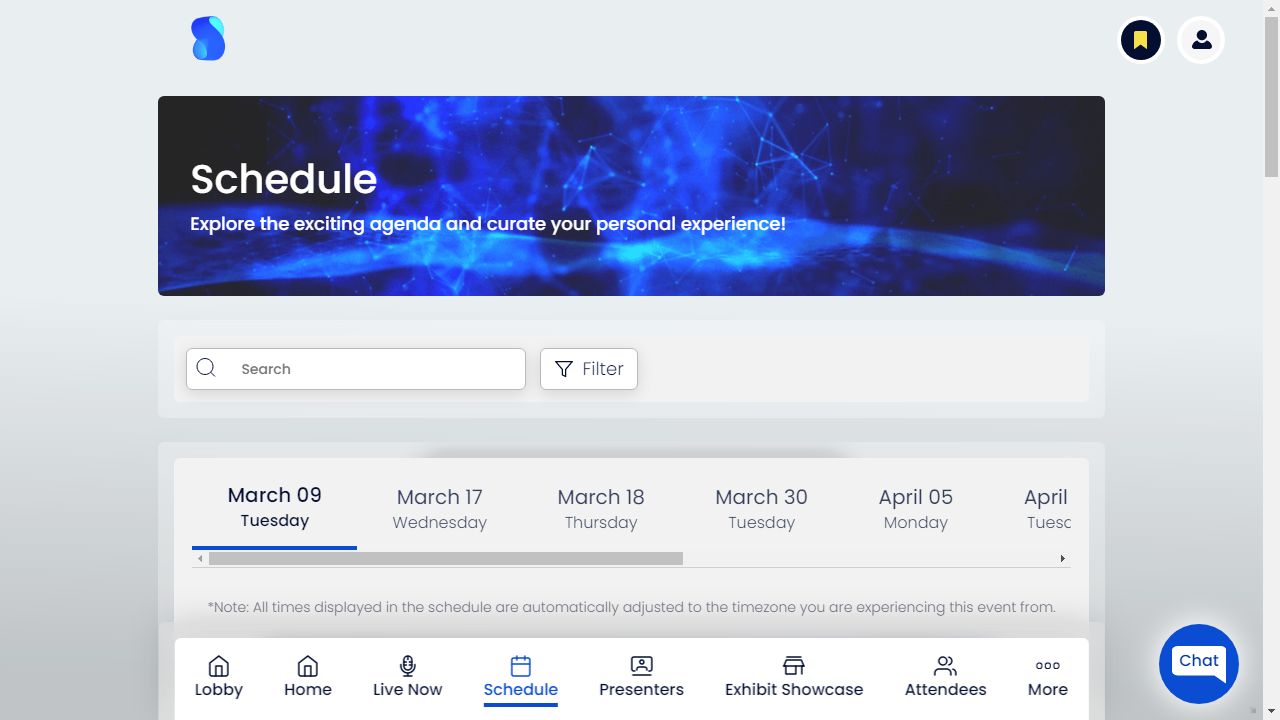 Schedule
Explore the exciting agenda and curate your personal experience!
Search
Filter
March 09
Tuesday
March 17
Wednesday
March 18
Thursday
March 30
Tuesday
April 05
Monday
April
*Note: All times displayed in the schedule are automatically adjusted to the timezone you are experiencing this event from.
Chat
Lobby
Home
Live Now
Schedule
Presenters
Exhibit Showcase
Attendees
More